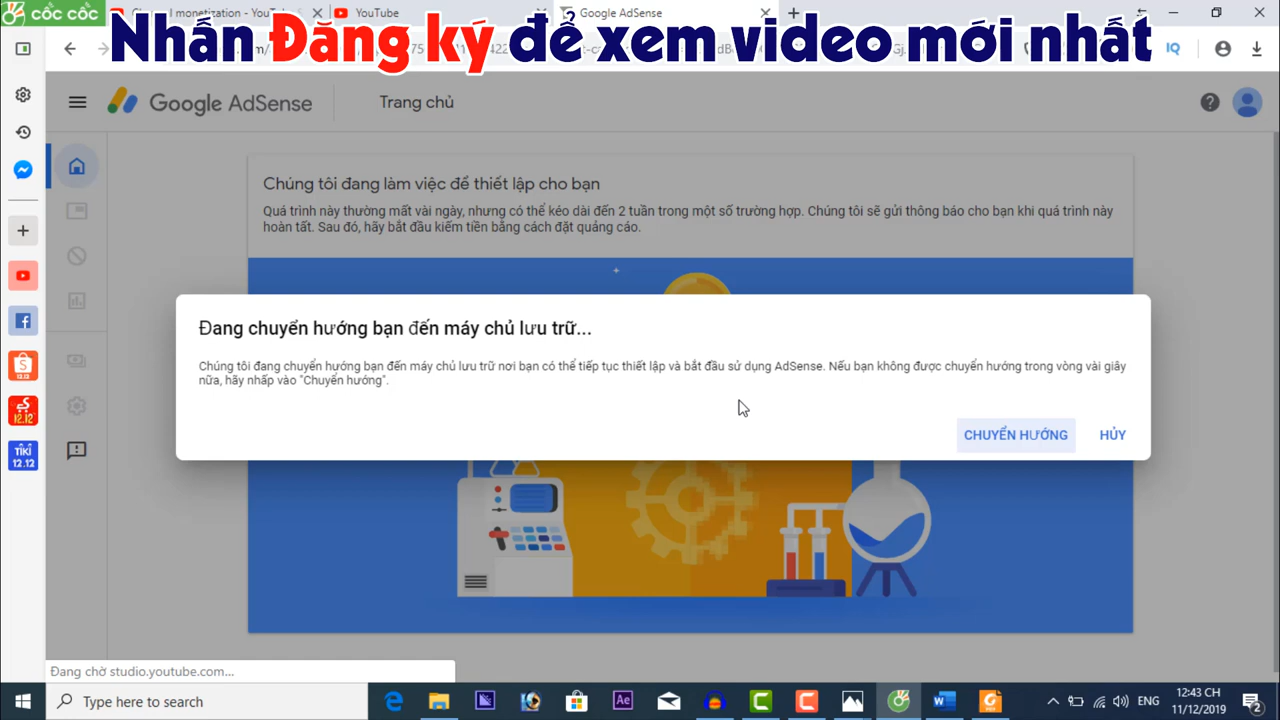 CỐC CỐC
YouTube
Google AdSense
Nhấn Đăng ký để xem video mới nhất
IQ
Google AdSense
Trang chủ
Chúng tôi đang làm việc để thiết lập cho bạn
Quá trình này thường mất vài ngày, nhưng có thể kéo dài đến 2 tuần trong một số trường hợp. Chúng tôi sẽ gửi thông báo cho bạn khi quá trình này
hoàn tất. Sau đó, hãy bắt đầu kiếm tiền bằng cách đặt quảng cáo.
Đang chuyển hướng bạn đến máy chủ lưu trữ...
Chúng tôi đang chuyển hướng bạn đến máy chủ lưu trữ nơi bạn có thể tiếp tục thiết lập và bắt đầu sử dụng AdSense. Nếu bạn không được chuyển hướng trong vòng vài giây
nữa, hãy nhấp vào "Chuyển hướng".
CHUYỂN HƯỚNG
HỦY
12.12
TIKI
12.12
Đang chờ studio.youtube.com...
Type here to search
Ae
ENG
12:43 CH
11/12/2019
2